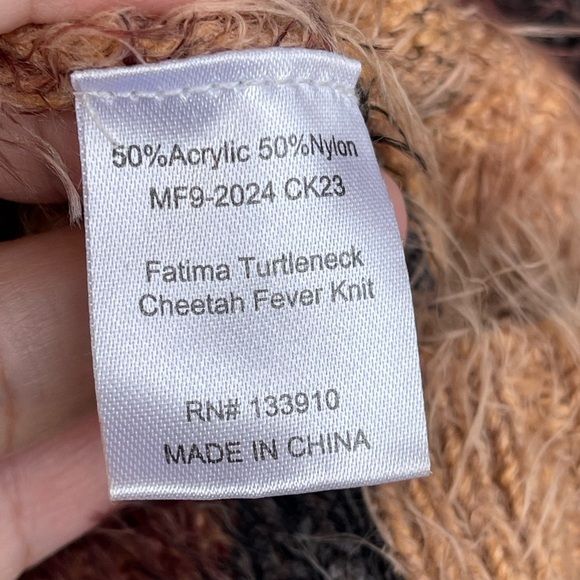 50%Acrylic 50%Nylon
MF9-2024 CK23
Fatima Turtleneck
Cheetah Fever Knit
RN# 133910
MADE IN CHINA